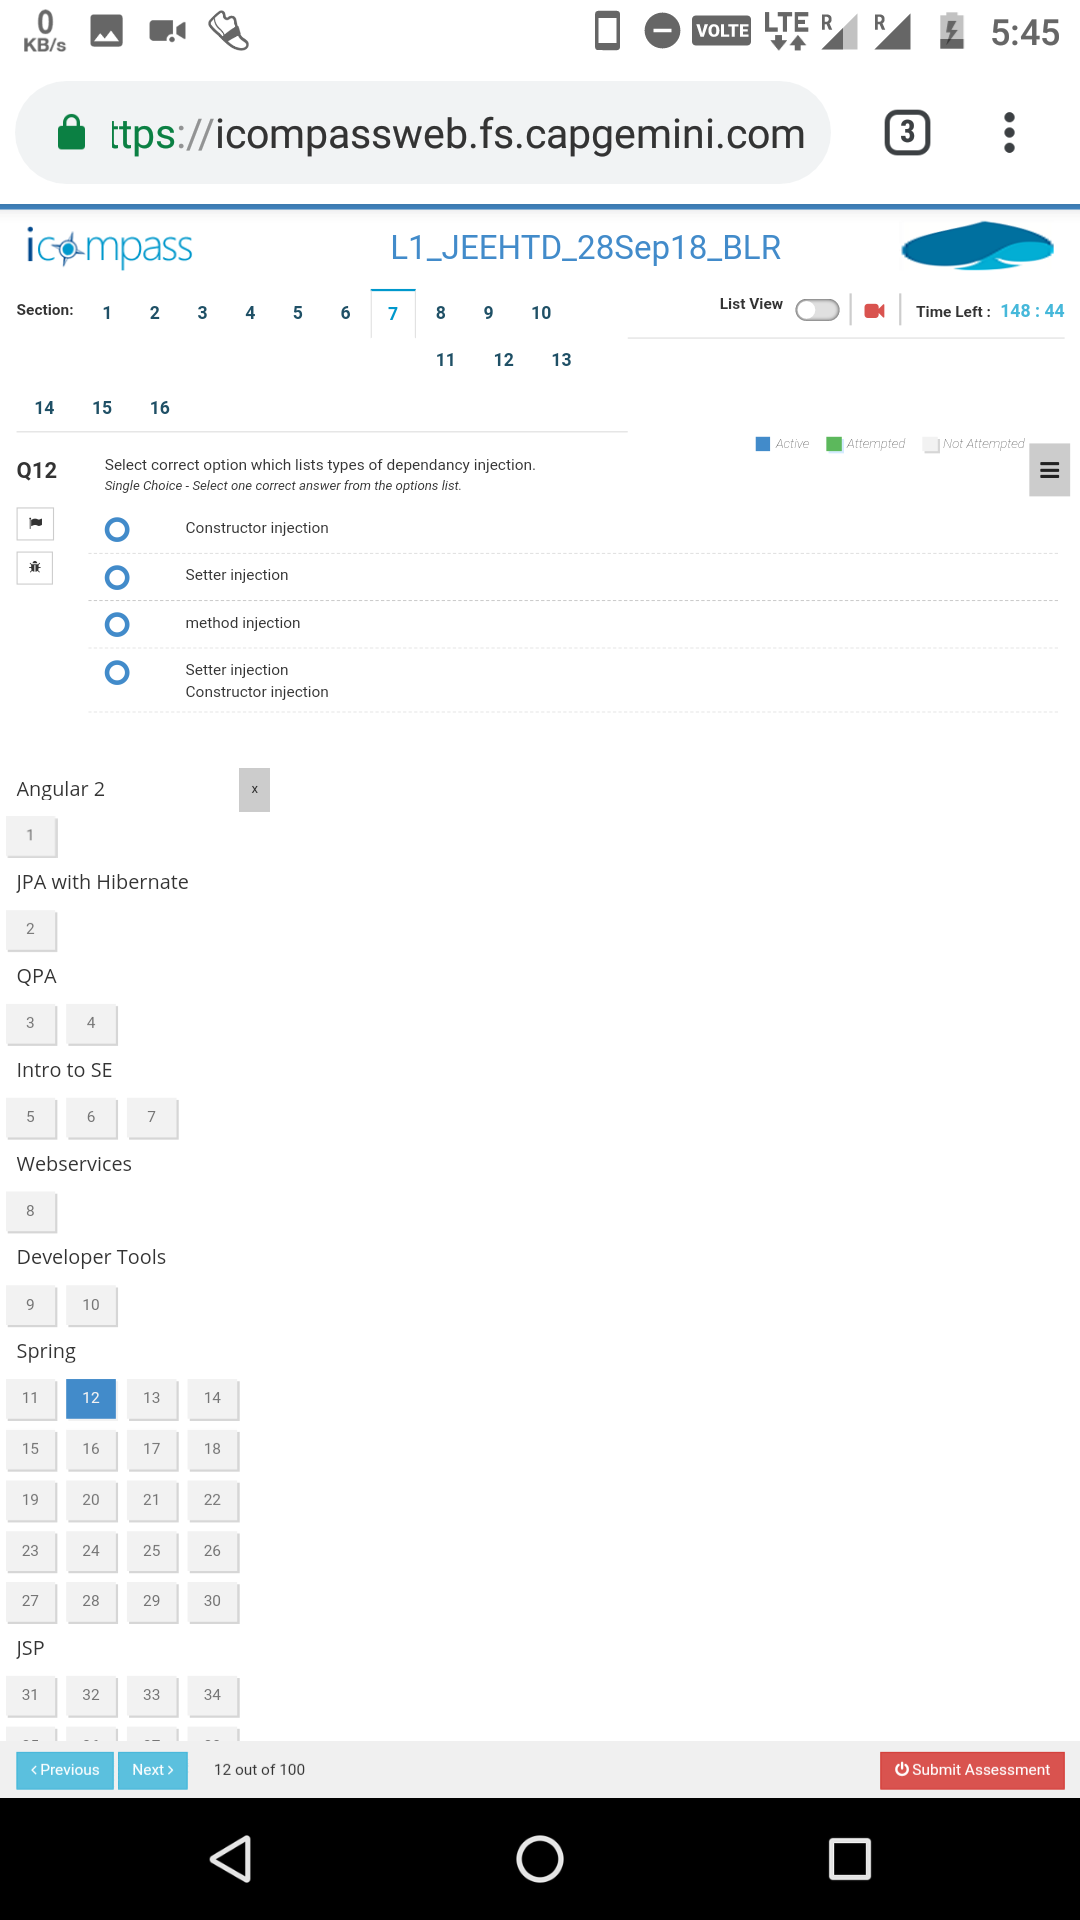 0
KB/s
VOLTE
LTE
R
R
5:45
ttps://icompassweb.fs.capgemini.com
3
icompass
L1_JEEHTD_28Sep18_BLR
Section: 1 2 3 4 5 6 7 8 9 10
List View
Time Left : 148 : 44
11 12 13
14 15 16
Active Attempted Not Attempted
Q12
Select correct option which lists types of dependancy injection.
Single Choice - Select one correct answer from the options list.
Constructor injection
Setter injection
method injection
Setter injection
Constructor injection
Angular 2
x
1
JPA with Hibernate
2
QPA
3 4
Intro to SE
5 6 7
Webservices
8
Developer Tools
9 10
Spring
11 12 13 14
15 16 17 18
19 20 21 22
23 24 25 26
27 28 29 30
JSP
31 32 33 34
Previous
Next
12 out of 100
Submit Assessment